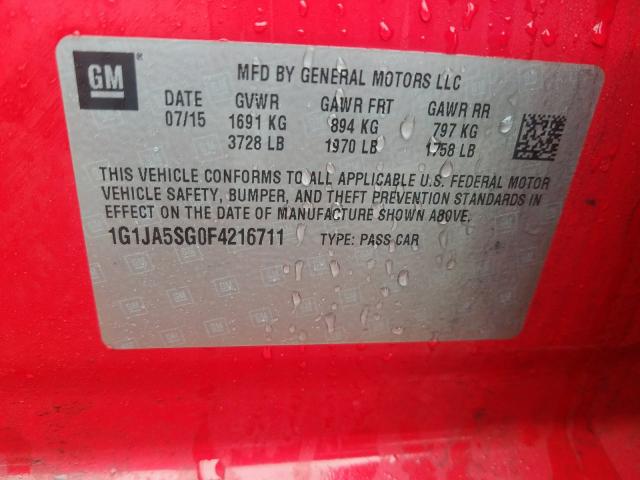 GM
MFD BY GENERAL MOTORS LLC
DATE GVWR GAWR FRT GAWR RR
07/15 1691 KG 894 KG 797 KG
3728 LB 1970 LB 1758 LB
THIS VEHICLE CONFORMS TO ALL APPLICABLE U.S. FEDERAL MOTOR
VEHICLE SAFETY, BUMPER, AND THEFT PREVENTION STANDARDS IN
EFFECT ON THE DATE OF MANUFACTURE SHOWN ABOVE.
1G1JA5SG0F4216711 TYPE: PASS CAR